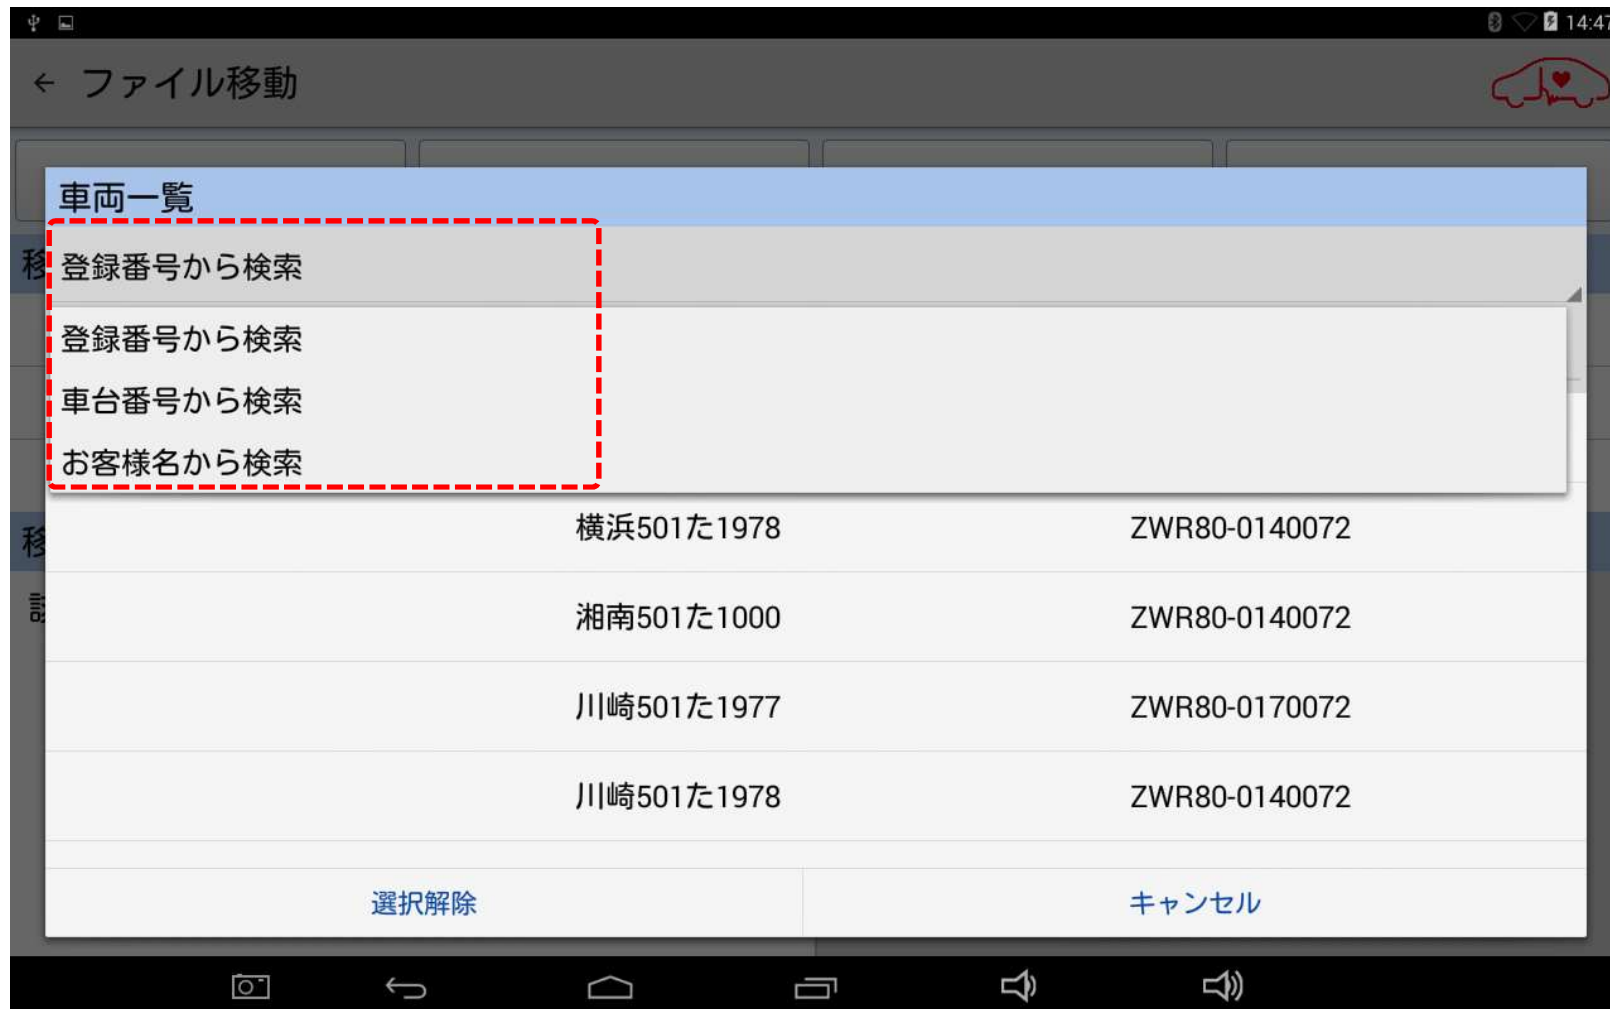 14:47
← ファイル移動
車両一覧
移
登録番号から検索
登録番号から検索
車台番号から検索
お客様名から検索
移
横浜501た1978 ZWR80-0140072
湘南501た1000 ZWR80-0140072
川崎501た1977 ZWR80-0170072
川崎501た1978 ZWR80-0140072
選択解除 キャンセル